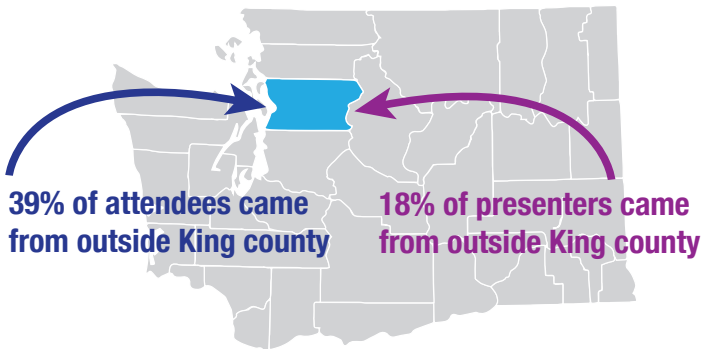 39% of attendees came
from outside King county
18% of presenters came
from outside King county